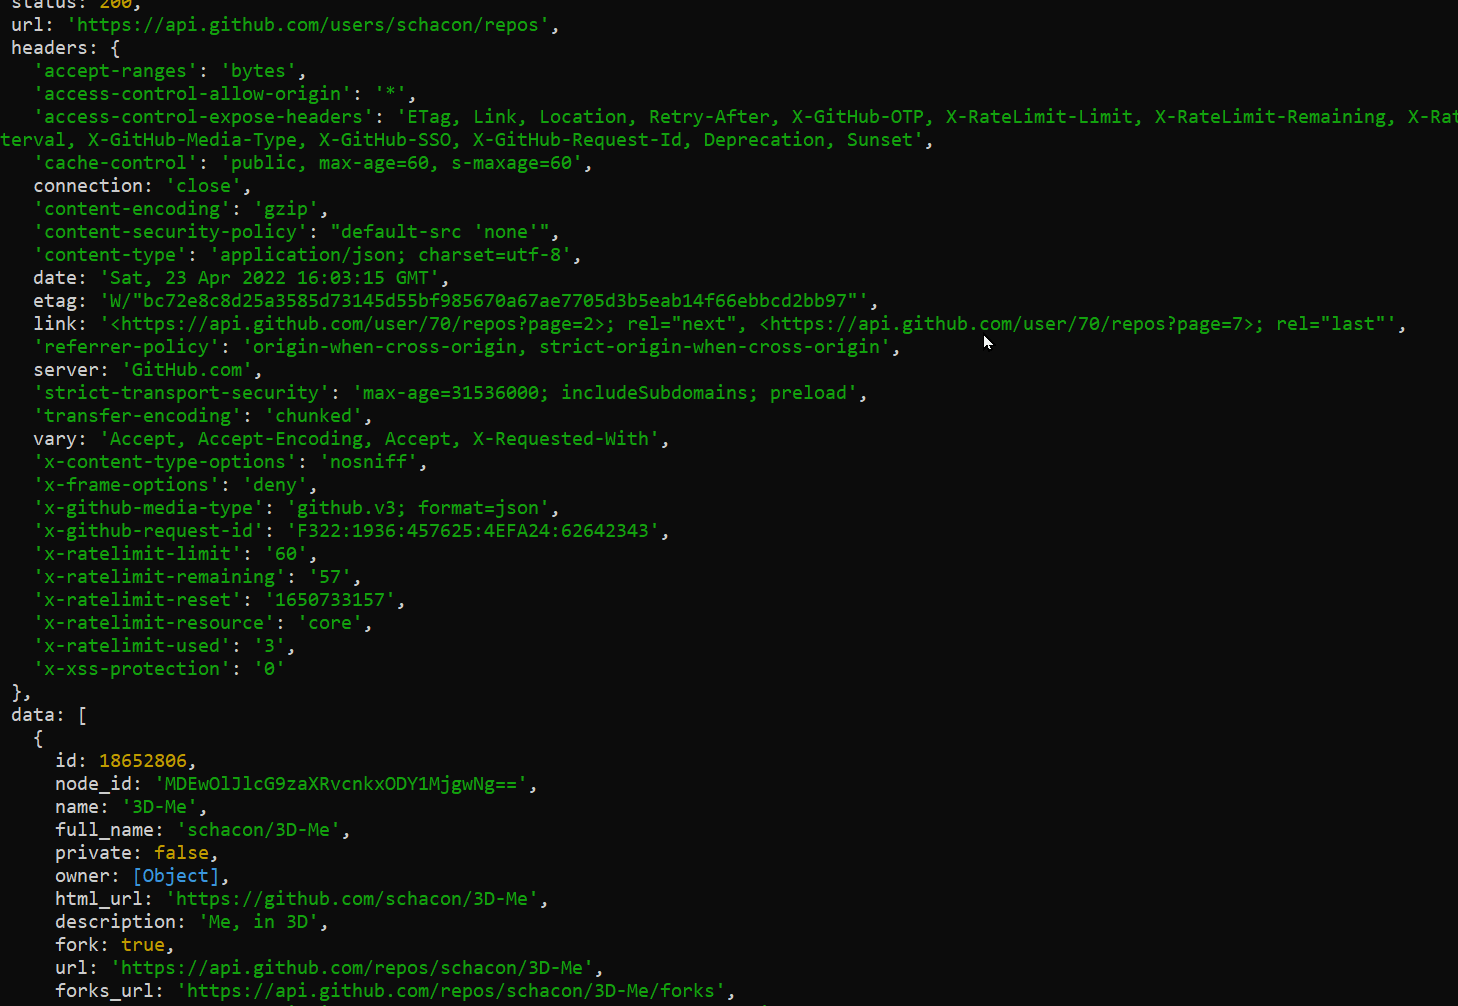 status: 200,
url: 'https://api.github.com/users/schacon/repos',
headers: {
'accept-ranges': 'bytes',
'access-control-allow-origin': '*',
'access-control-expose-headers': 'ETag, Link, Location, Retry-After, X-GitHub-OTP, X-RateLimit-Limit, X-RateLimit-Remaining, X-Rat
terval, X-GitHub-Media-Type, X-GitHub-SSO, X-GitHub-Request-Id, Deprecation, Sunset',
'cache-control': 'public, max-age=60, s-maxage=60',
connection: 'close',
'content-encoding': 'gzip',
'content-security-policy': "default-src 'none'",
'content-type': 'application/json; charset=utf-8',
date: 'Sat, 23 Apr 2022 16:03:15 GMT',
etag: 'W/"bc72e8c8d25a3585d73145d55bf985670a67ae7705d3b5eab14f66ebbcd2bb97"',
link: '<https://api.github.com/user/70/repos?page=2>; rel="next", <https://api.github.com/user/70/repos?page=7>; rel="last"',
'referrer-policy': 'origin-when-cross-origin, strict-origin-when-cross-origin',
server: 'GitHub.com',
'strict-transport-security': 'max-age=31536000; includeSubdomains; preload',
'transfer-encoding': 'chunked',
vary: 'Accept, Accept-Encoding, Accept, X-Requested-With',
'x-content-type-options': 'nosniff',
'x-frame-options': 'deny',
'x-github-media-type': 'github.v3; format=json',
'x-github-request-id': 'F322:1936:457625:4EFA24:62642343',
'x-ratelimit-limit': '60',
'x-ratelimit-remaining': '57',
'x-ratelimit-reset': '1650733157',
'x-ratelimit-resource': 'core',
'x-ratelimit-used': '3',
'x-xss-protection': '0'
},
data: [
{
id: 18652806,
node_id: 'MDEwOlJlcG9zaXRvcnkxODY1MjgwNg==',
name: '3D-Me',
full_name: 'schacon/3D-Me',
private: false,
owner: [Object],
html_url: 'https://github.com/schacon/3D-Me',
description: 'Me, in 3D',
fork: true,
url: 'https://api.github.com/repos/schacon/3D-Me',
forks_url: 'https://api.github.com/repos/schacon/3D-Me/forks',